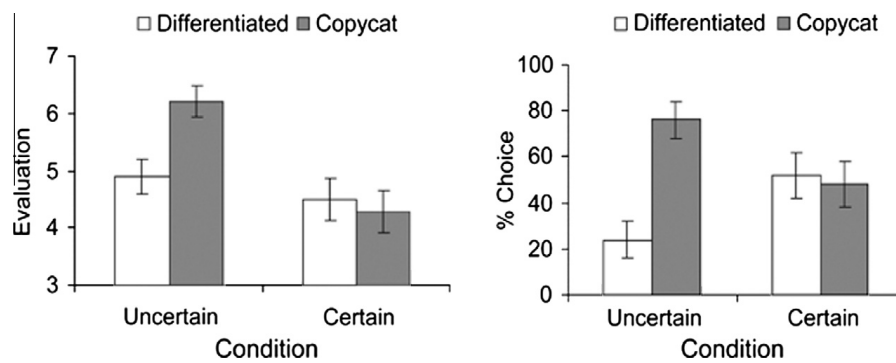 Differentiated Copycat
7
6
5
4
3
Evaluation
Uncertain Certain
Condition
Differentiated Copycat
100
80
60
40
20
0
% Choice
Uncertain Certain
Condition